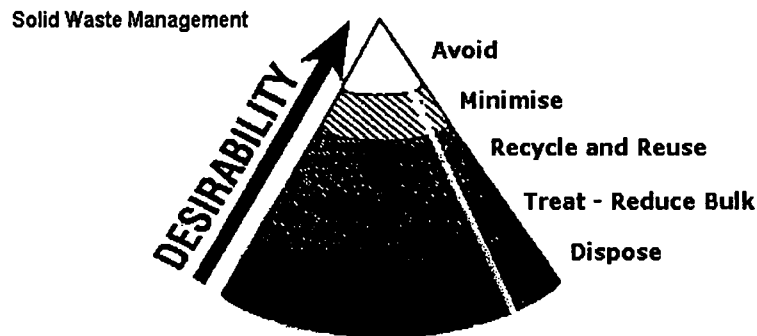 Solid Waste Management
DESIRABILITY
Avoid
Minimise
Recycle and Reuse
Treat - Reduce Bulk
Dispose